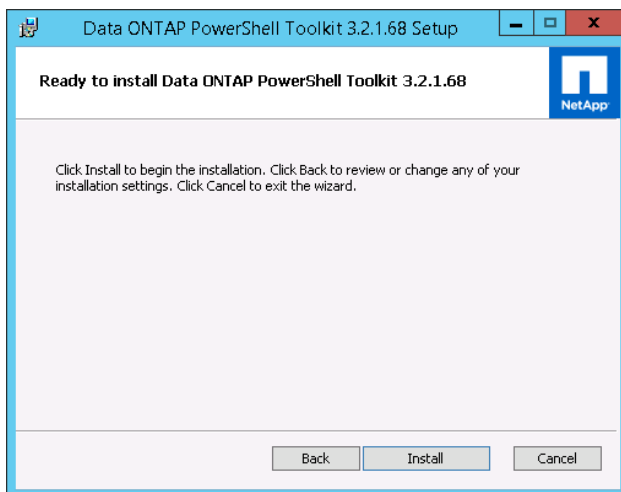 Data ONTAP PowerShell Toolkit 3.2.1.68 Setup
Ready to install Data ONTAP PowerShell Toolkit 3.2.1.68
NetApp
Click Install to begin the installation. Click Back to review or change any of your
installation settings. Click Cancel to exit the wizard.
Back
Install
Cancel